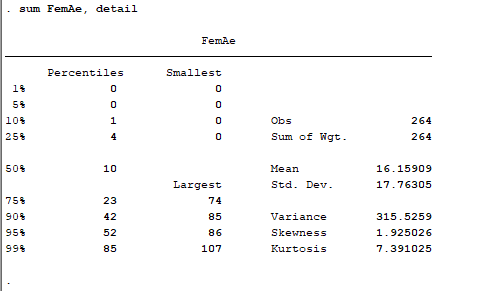 . sum FemAe, detail
FemAe
Percentiles Smallest
1% 0 0
5% 0 0
10% 1 0 Obs 264
25% 4 0 Sum of Wgt. 264
50% 10 Mean 16.15909
Largest Std. Dev. 17.76305
75% 23 74
90% 42 85 Variance 315.5259
95% 52 86 Skewness 1.925026
99% 85 107 Kurtosis 7.391025
.